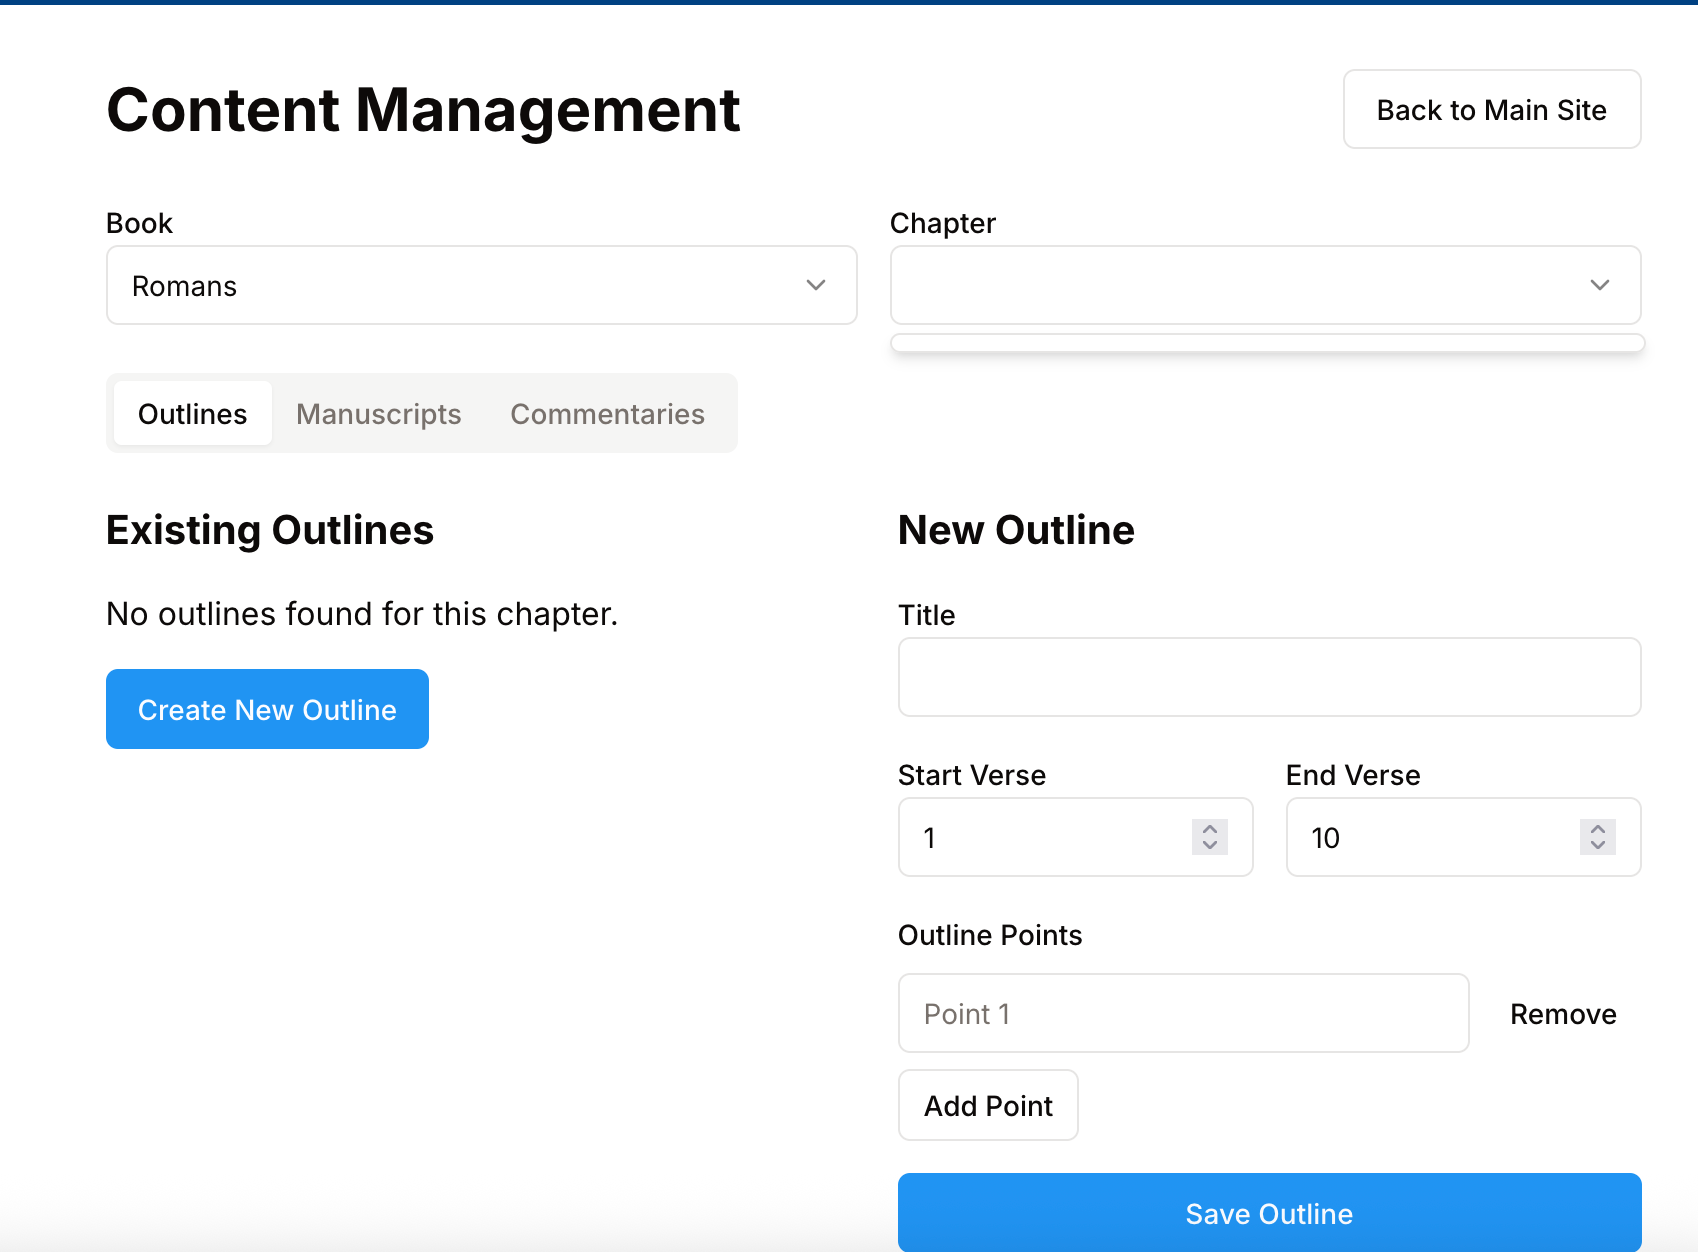 Content Management
Back to Main Site
Book
Chapter
Romans
Outlines
Manuscripts
Commentaries
Existing Outlines
No outlines found for this chapter.
Create New Outline
New Outline
Title
Start Verse
End Verse
1
10
Outline Points
Point 1
Remove
Add Point
Save Outline